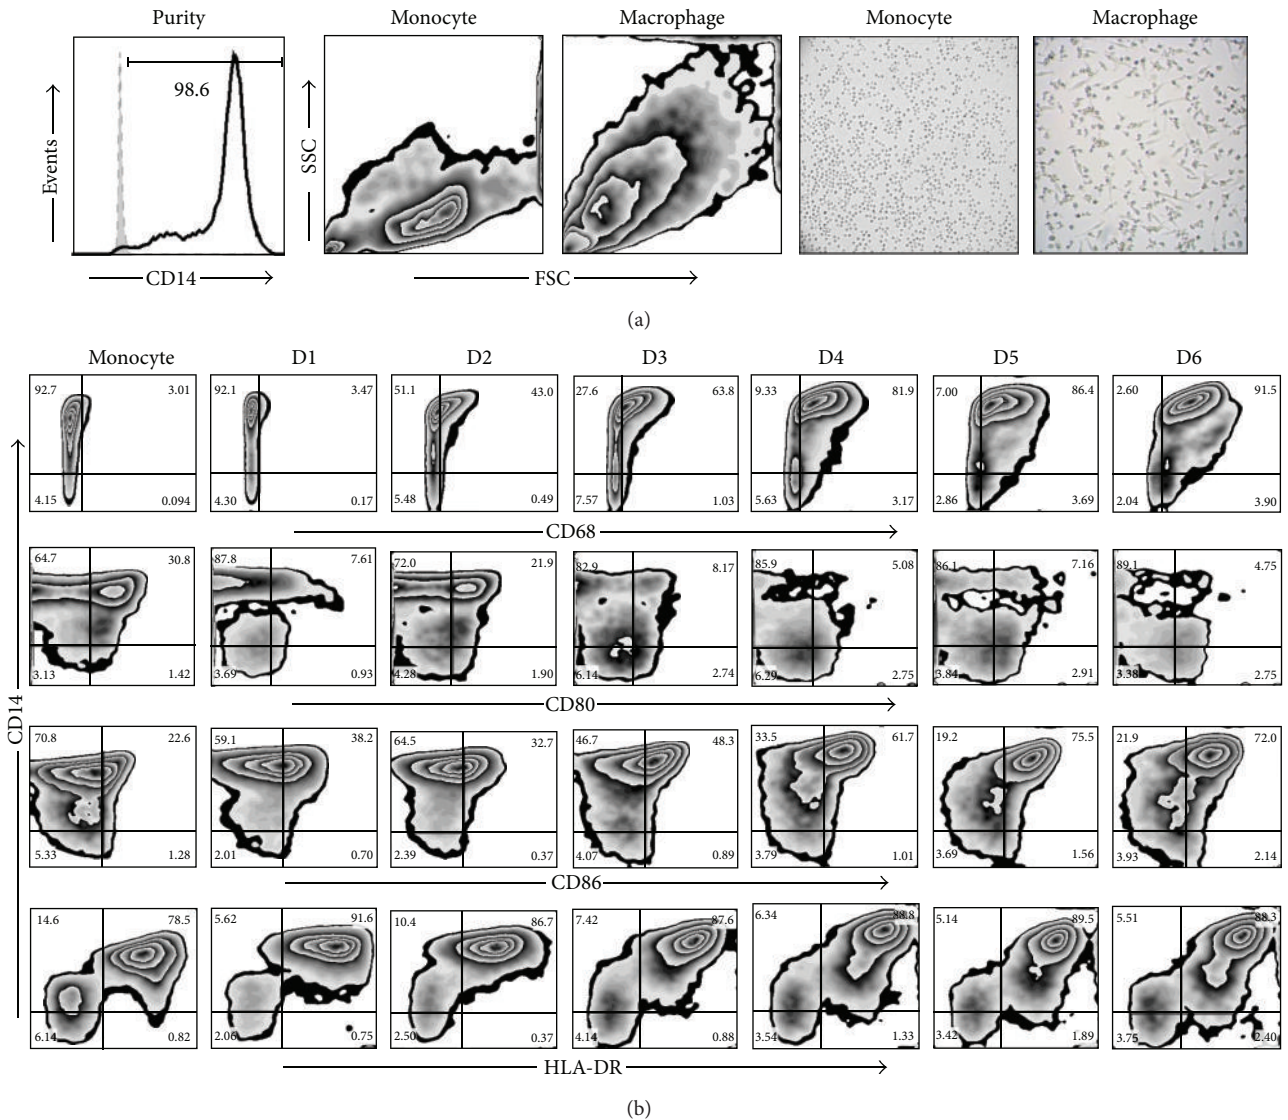 Purity
Monocyte
Macrophage
Monocyte
Macrophage
98.6
Events
CD14
SSC
FSC
(a)
Monocyte D1 D2 D3 D4 D5 D6
92.7 3.01 92.1 3.47 51.1 43.0 27.6 63.8 9.33 81.9 7.00 86.4 2.60 91.5
4.15 0.094 4.30 0.17 5.48 0.49 7.57 1.03 5.63 3.17 2.86 3.69 2.04 3.90
CD68
64.7 30.8 87.8 7.61 72.0 21.9 82.9 8.17 85.9 5.08 86.1 7.16 89.1 4.75
3.13 1.42 3.69 0.93 4.28 1.90 6.14 2.74 6.29 2.75 3.84 2.91 3.38 2.75
CD80
CD14
70.8 22.6 59.1 38.2 64.5 32.7 46.7 48.3 33.5 61.7 19.2 75.5 21.9 72.0
5.33 1.28 2.01 0.70 2.39 0.37 4.07 0.89 3.79 1.01 3.69 1.56 3.93 2.14
CD86
14.6 78.5 5.62 91.6 10.4 86.7 7.42 87.6 6.34 88.8 5.14 89.5 5.51 88.3
6.14 0.82 2.06 0.75 2.50 0.37 4.14 0.88 3.54 1.33 3.42 1.89 3.75 2.40
HLA-DR
(b)